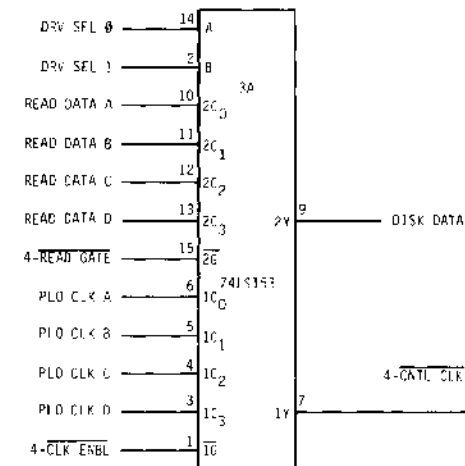 DRV SEL 0 14 A
DRV SEL 1 2 B
3A
READ DATA A 10 2C0
READ DATA B 11 2C1
READ DATA C 12 2C2
READ DATA D 13 2C3 2Y 9 DISK DATA
4-READ GATE 15 2G
74LS153
PLO CLK A 6 1C0
PLO CLK B 5 1C1
4-CNTL CLK
PLO CLK C 4 1C2
PLO CLK D 3 1C3 1Y 7
4-CLK ENBL 1 1G